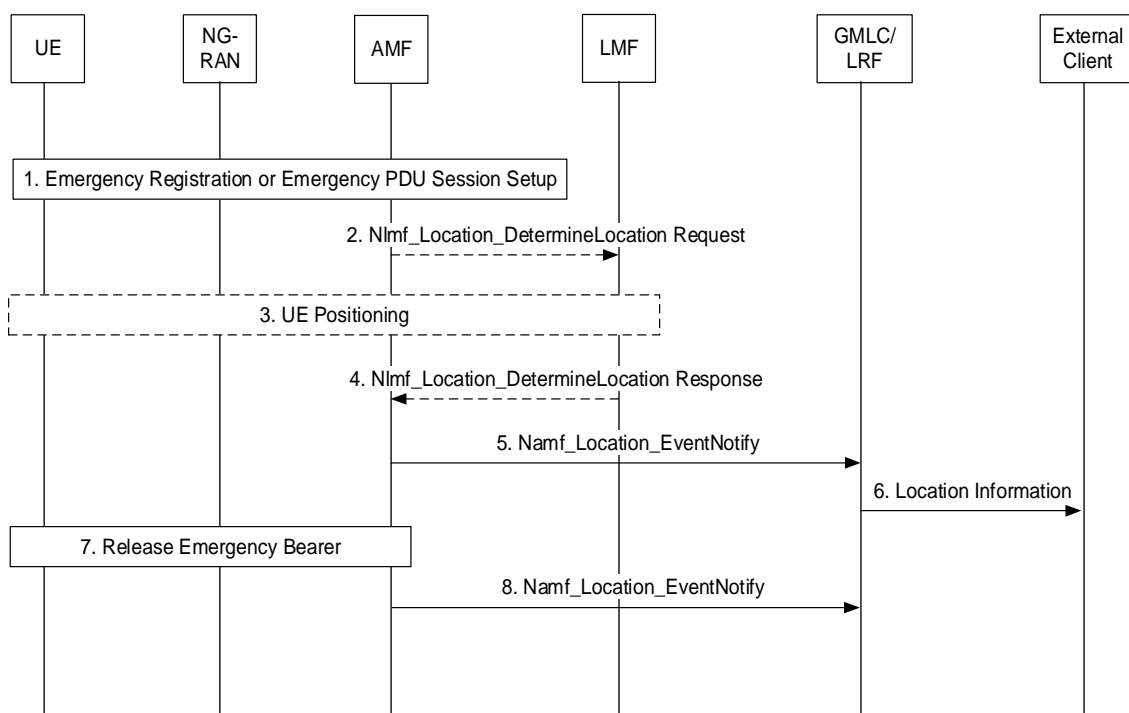 UE
NG-
RAN
AMF
LMF
GMLC/
LRF
External
Client
1. Emergency Registration or Emergency PDU Session Setup
2. Nlmf_Location_DetermineLocation Request
3. UE Positioning
4. Nlmf_Location_DetermineLocation Response
5. Namf_Location_EventNotify
6. Location Information
7. Release Emergency Bearer
8. Namf_Location_EventNotify